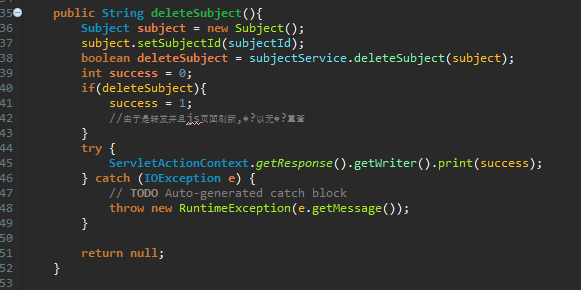 35 public String deleteSubject(){
36 Subject subject = new Subject();
37 subject.setSubjectId(subjectId);
38 boolean deleteSubject = subjectService.deleteSubject(subject);
39 int success = 0;
40 if(deleteSubject){
41 success = 1;
42 //由于是转发并且js页面刷新,�?以无�?
43 }
44 try {
45 ServletActionContext.getResponse().getWriter().print(success);
46 } catch (IOException e) {
47 // TODO Auto-generated catch block
48 throw new RuntimeException(e.getMessage());
49 }
50
51 return null;
52 }
53